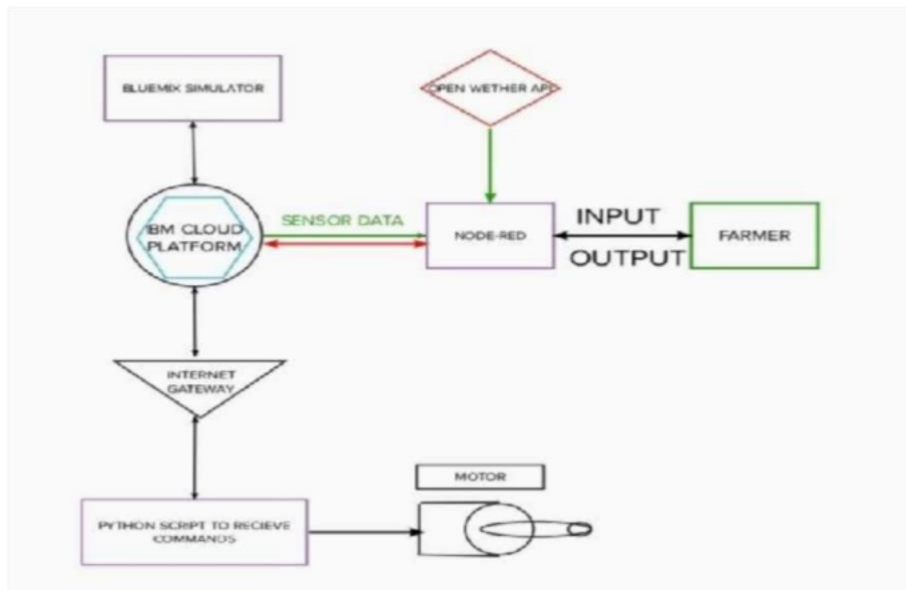 BLUEMIX SIMULATOR
OPEN WETHER API
IBM CLOUD
PLATFORM
SENSOR DATA
NODE-RED
INPUT
OUTPUT
FARMER
INTERNET
GATEWAY
MOTOR
PYTHON SCRIPT TO RECIEVE
COMMANDS